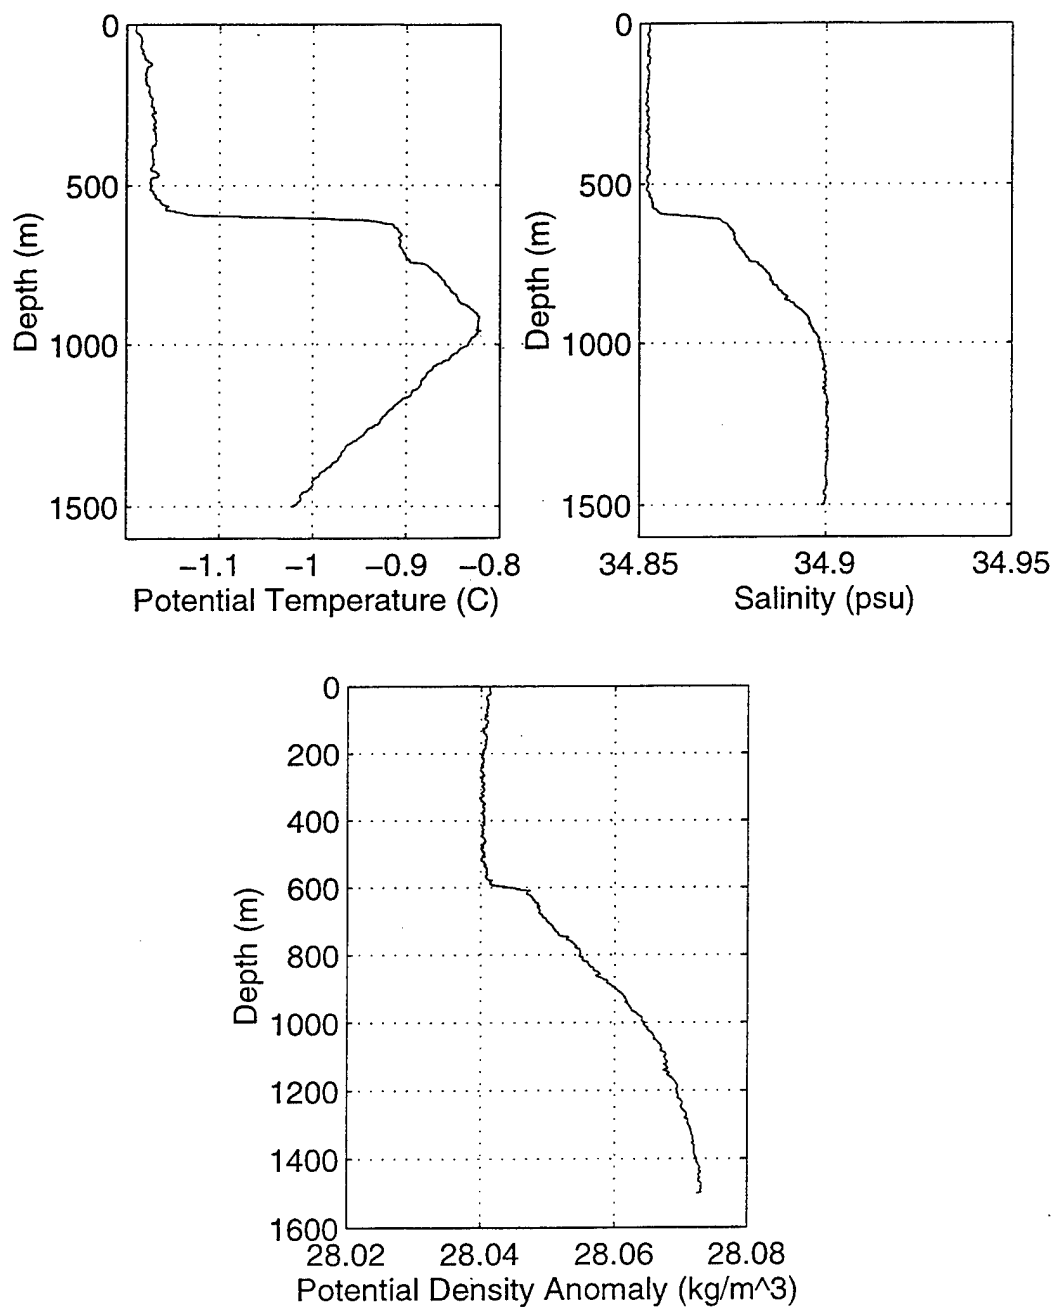 0
500
1000
1500
Depth (m)
−1.1 −1 −0.9 −0.8
Potential Temperature (C)
0
500
1000
1500
Depth (m)
34.85 34.9 34.95
Salinity (psu)
0
200
400
600
800
1000
1200
1400
1600
Depth (m)
28.02 28.04 28.06 28.08
Potential Density Anomaly (kg/m^3)